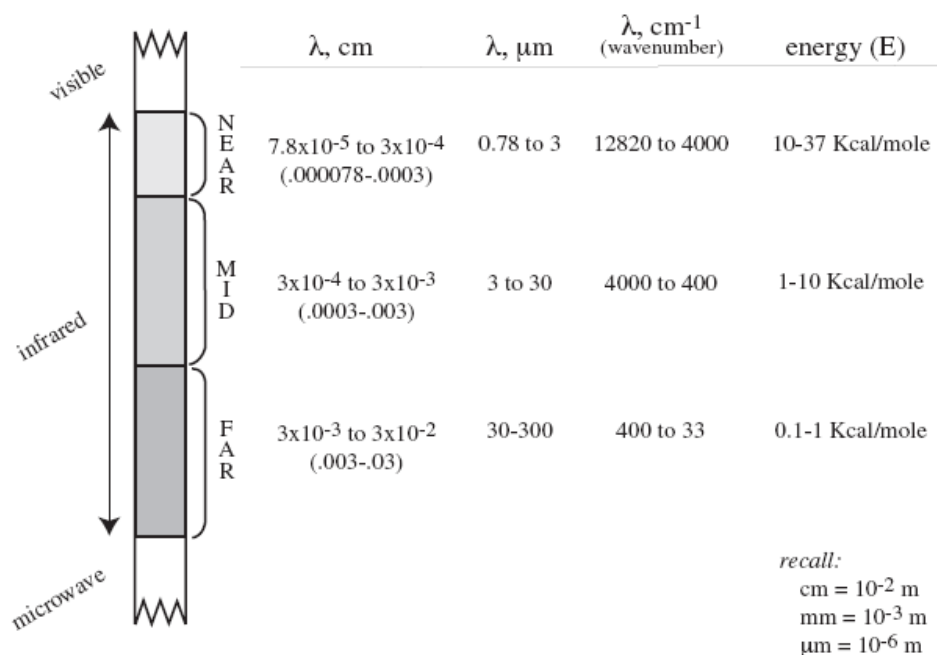 λ, cm λ, μm λ, cm-1 energy (E)
(wavenumber)
visible
NEAR
7.8x10-5 to 3x10-4 0.78 to 3 12820 to 4000 10-37 Kcal/mole
(.000078-.0003)
infrared
MID
3x10-4 to 3x10-3 3 to 30 4000 to 400 1-10 Kcal/mole
(.0003-.003)
FAR
3x10-3 to 3x10-2 30-300 400 to 33 0.1-1 Kcal/mole
(.003-.03)
microwave
recall:
cm = 10-2 m
mm = 10-3 m
μm = 10-6 m